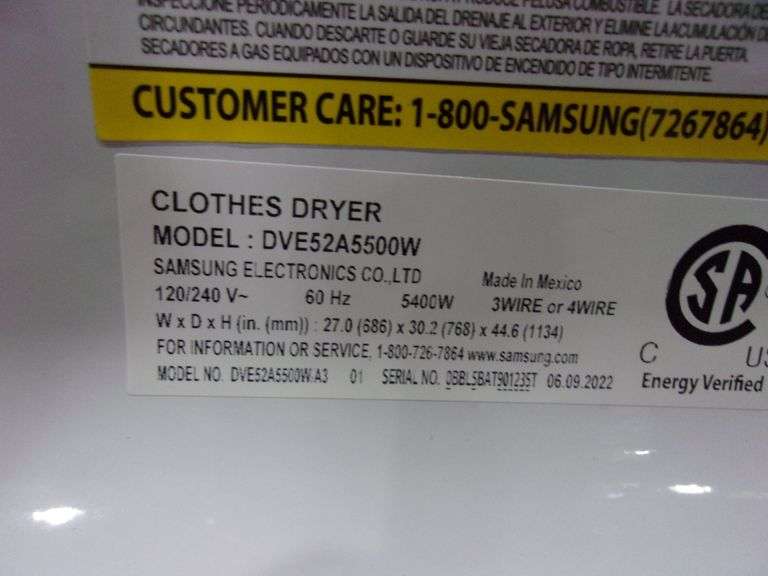 INSPECCIONE PERIÓDICAMENTE LA SALIDA DEL DRENAJE AL EXTERIOR Y ELIMINE LA ACUMULACIÓN DE
CIRCUNDANTES. CUANDO DESCARTE O GUARDE SU VIEJA SECADORA DE ROPA, RETIRE LA PUERTA.
SECADORES A GAS EQUIPADOS CON UN DISPOSITIVO DE ENCENDIDO DE TIPO INTERMITENTE.
CUSTOMER CARE: 1-800-SAMSUNG(7267864)
CLOTHES DRYER
MODEL : DVE52A5500W
SAMSUNG ELECTRONICS CO.,LTD
Made In Mexico
120/240 V~ 60 Hz 5400W 3WIRE or 4WIRE
W x D x H (in. (mm)) : 27.0 (686) x 30.2 (768) x 44.6 (1134)
FOR INFORMATION OR SERVICE, 1-800-726-7864 www.samsung.com
MODEL NO. DVE52A5500W/A3 01 SERIAL NO. 0BBL5BAT901235T 06.09.2022
SA
C US
Energy Verified